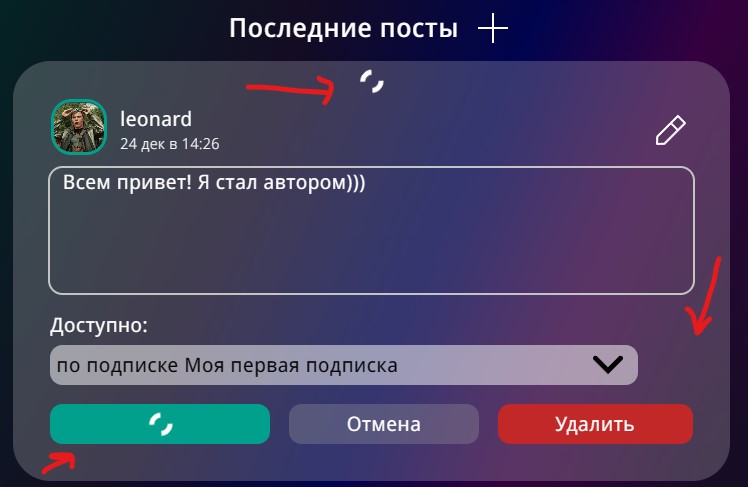 Последние посты
leonard
24 дек в 14:26
Всем привет! Я стал автором)))
Доступно:
по подписке Моя первая подписка
Отмена
Удалить